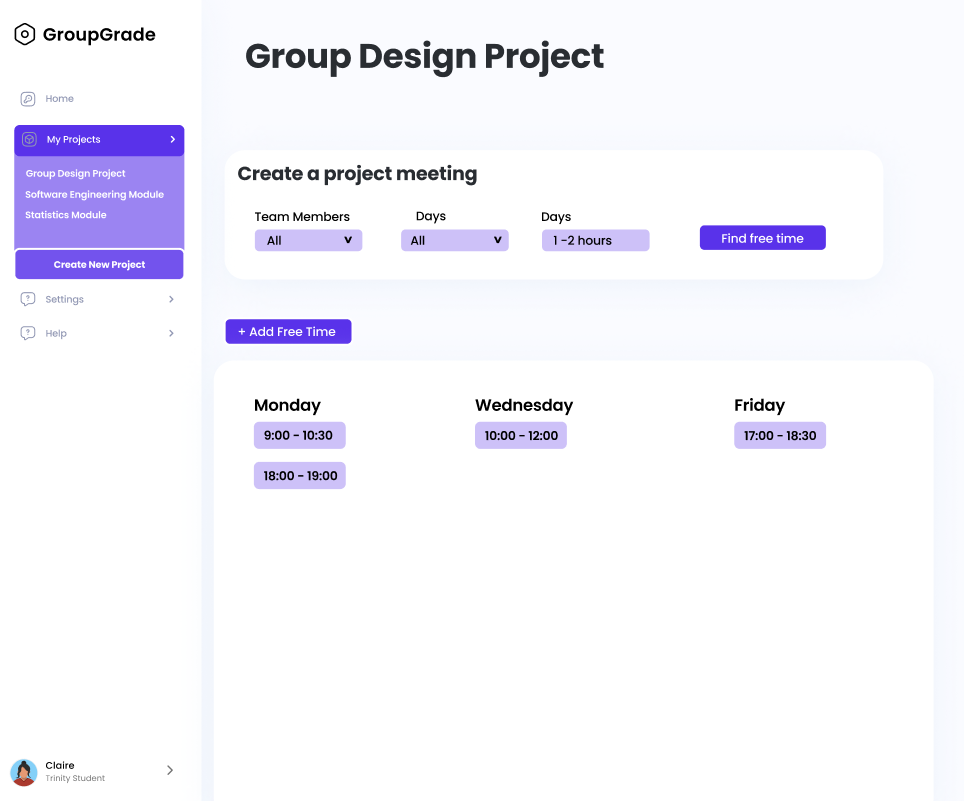 GroupGrade
Home
My Projects
Group Design Project
Software Engineering Module
Statistics Module
Create New Project
Settings
Help
Claire
Trinity Student
Group Design Project
Create a project meeting
Team Members
All v
Days
All v
Days
1 -2 hours
Find free time
+ Add Free Time
Monday
9:00 - 10:30
18:00 - 19:00
Wednesday
10:00 - 12:00
Friday
17:00 - 18:30